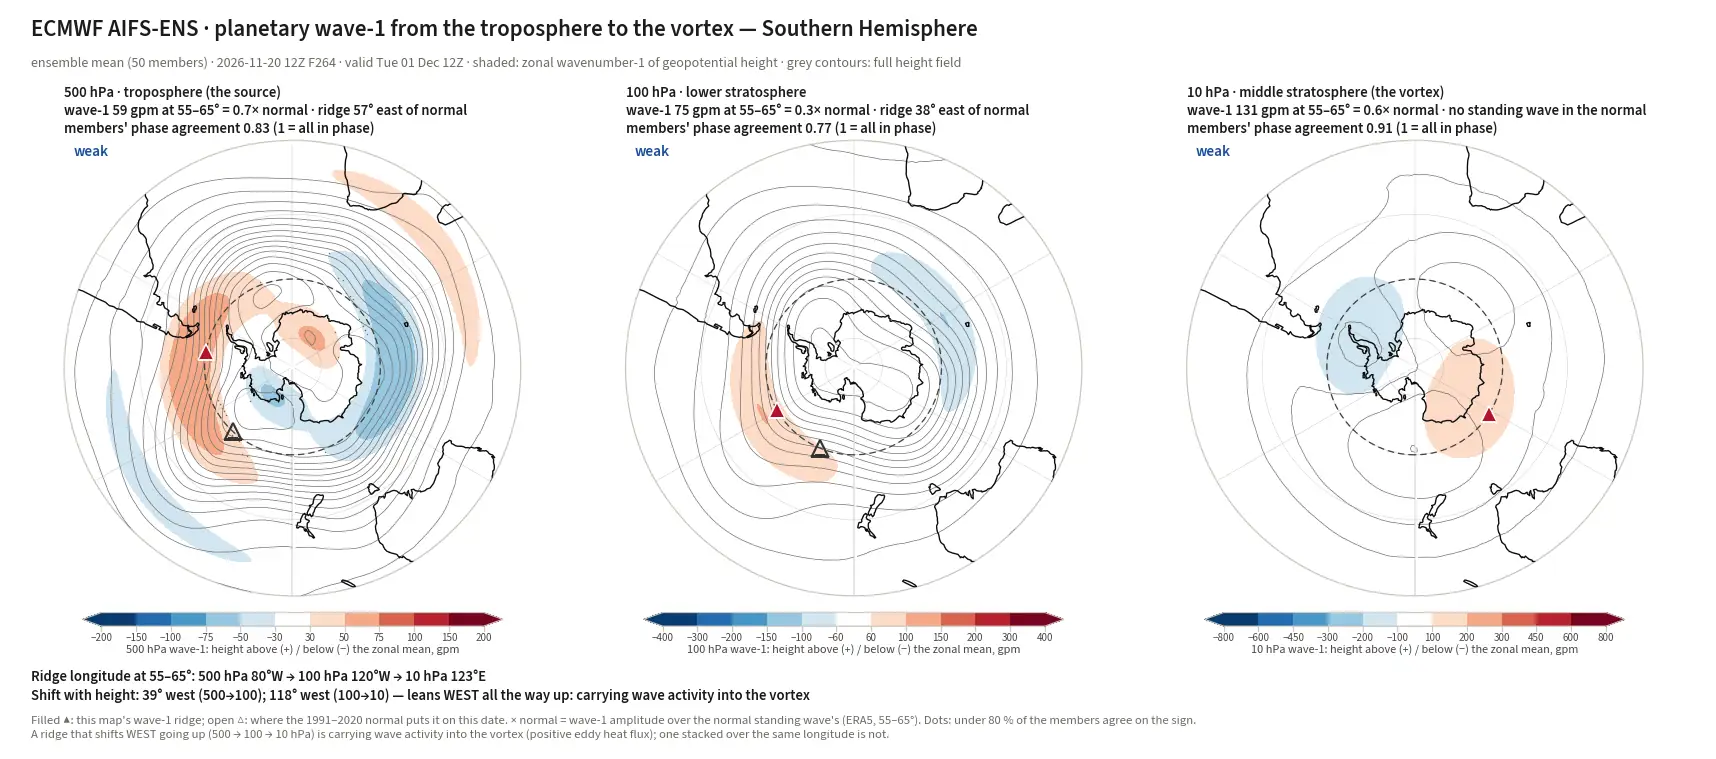 ECMWF AIFS-ENS · planetary wave-1 from the troposphere to the vortex — Southern Hemisphere
ensemble mean (50 members) · 2026-11-20 12Z F264 · valid Tue 01 Dec 12Z · shaded: zonal wavenumber-1 of geopotential height · grey contours: full height field
500 hPa · troposphere (the source)
wave-1 59 gpm at 55–65° = 0.7× normal · ridge 57° east of normal
members' phase agreement 0.83 (1 = all in phase)
weak
100 hPa · lower stratosphere
wave-1 75 gpm at 55–65° = 0.3× normal · ridge 38° east of normal
members' phase agreement 0.77 (1 = all in phase)
weak
10 hPa · middle stratosphere (the vortex)
wave-1 131 gpm at 55–65° = 0.6× normal · no standing wave in the normal
members' phase agreement 0.91 (1 = all in phase)
weak
−200 −150 −100 −75 −50 −30 30 50 75 100 150 200
500 hPa wave-1: height above (+) / below (−) the zonal mean, gpm
−400 −300 −200 −150 −100 −60 60 100 150 200 300 400
100 hPa wave-1: height above (+) / below (−) the zonal mean, gpm
−800 −600 −450 −300 −200 −100 100 200 300 450 600 800
10 hPa wave-1: height above (+) / below (−) the zonal mean, gpm
Ridge longitude at 55–65°: 500 hPa 80°W → 100 hPa 120°W → 10 hPa 123°E
Shift with height: 39° west (500→100); 118° west (100→10) — leans WEST all the way up: carrying wave activity into the vortex
Filled ▲: this map's wave-1 ridge; open △: where the 1991–2020 normal puts it on this date. × normal = wave-1 amplitude over the normal standing wave's (ERA5, 55–65°). Dots: under 80 % of the members agree on the sign.
A ridge that shifts WEST going up (500 → 100 → 10 hPa) is carrying wave activity into the vortex (positive eddy heat flux); one stacked over the same longitude is not.